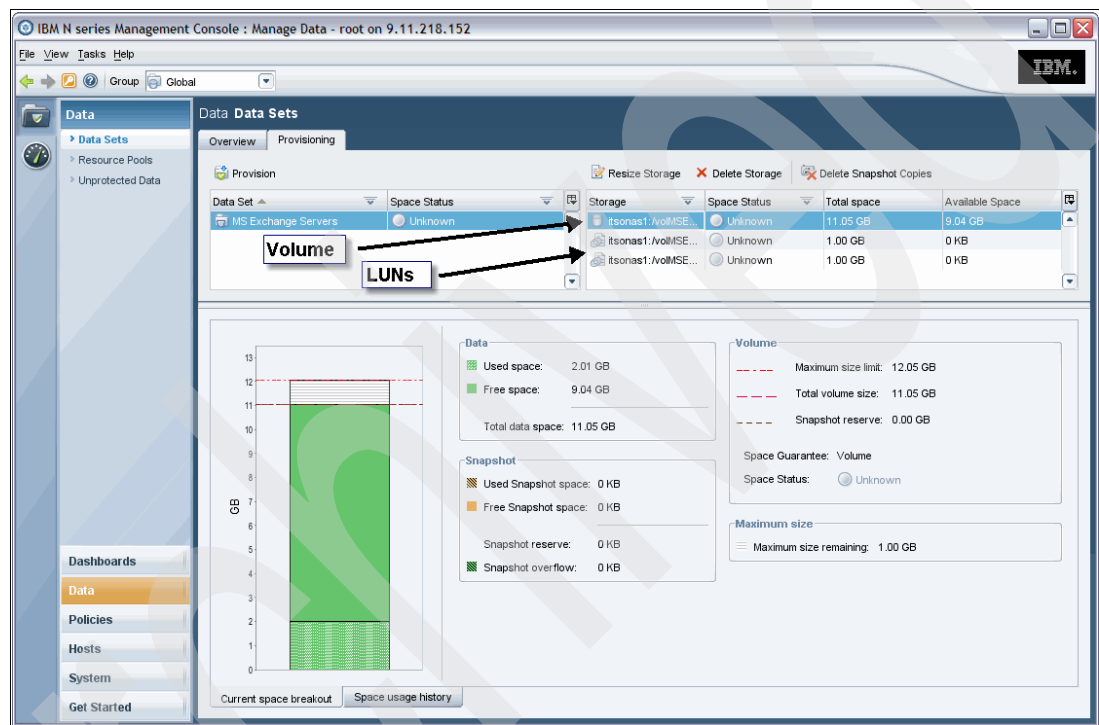 IBM N series Management Console : Manage Data - root on 9.11.218.152
File View Tasks Help
Group Global
IBM.
Data
Data Sets
Resource Pools
Unprotected Data
Data Data Sets
Overview Provisioning
Provision
Resize Storage Delete Storage Delete Snapshot Copies
Data Set Space Status
MS Exchange Servers Unknown
Storage Space Status Total space Available Space
itsonas1:/volMSE... Unknown 11.05 GB 9.04 GB
itsonas1:/volMSE... Unknown 1.00 GB 0 KB
itsonas1:/volMSE... Unknown 1.00 GB 0 KB
Volume
LUNs
GB
13
12
11
10
9
8
7
6
5
4
3
2
1
0
Data
Used space: 2.01 GB
Free space: 9.04 GB
Total data space: 11.05 GB
Snapshot
Used Snapshot space: 0 KB
Free Snapshot space: 0 KB
Snapshot reserve: 0 KB
Snapshot overflow: 0 KB
Volume
Maximum size limit: 12.05 GB
Total volume size: 11.05 GB
Snapshot reserve: 0.00 GB
Space Guarantee: Volume
Space Status: Unknown
Maximum size
Maximum size remaining: 1.00 GB
Dashboards
Data
Policies
Hosts
System
Get Started
Current space breakout Space usage history